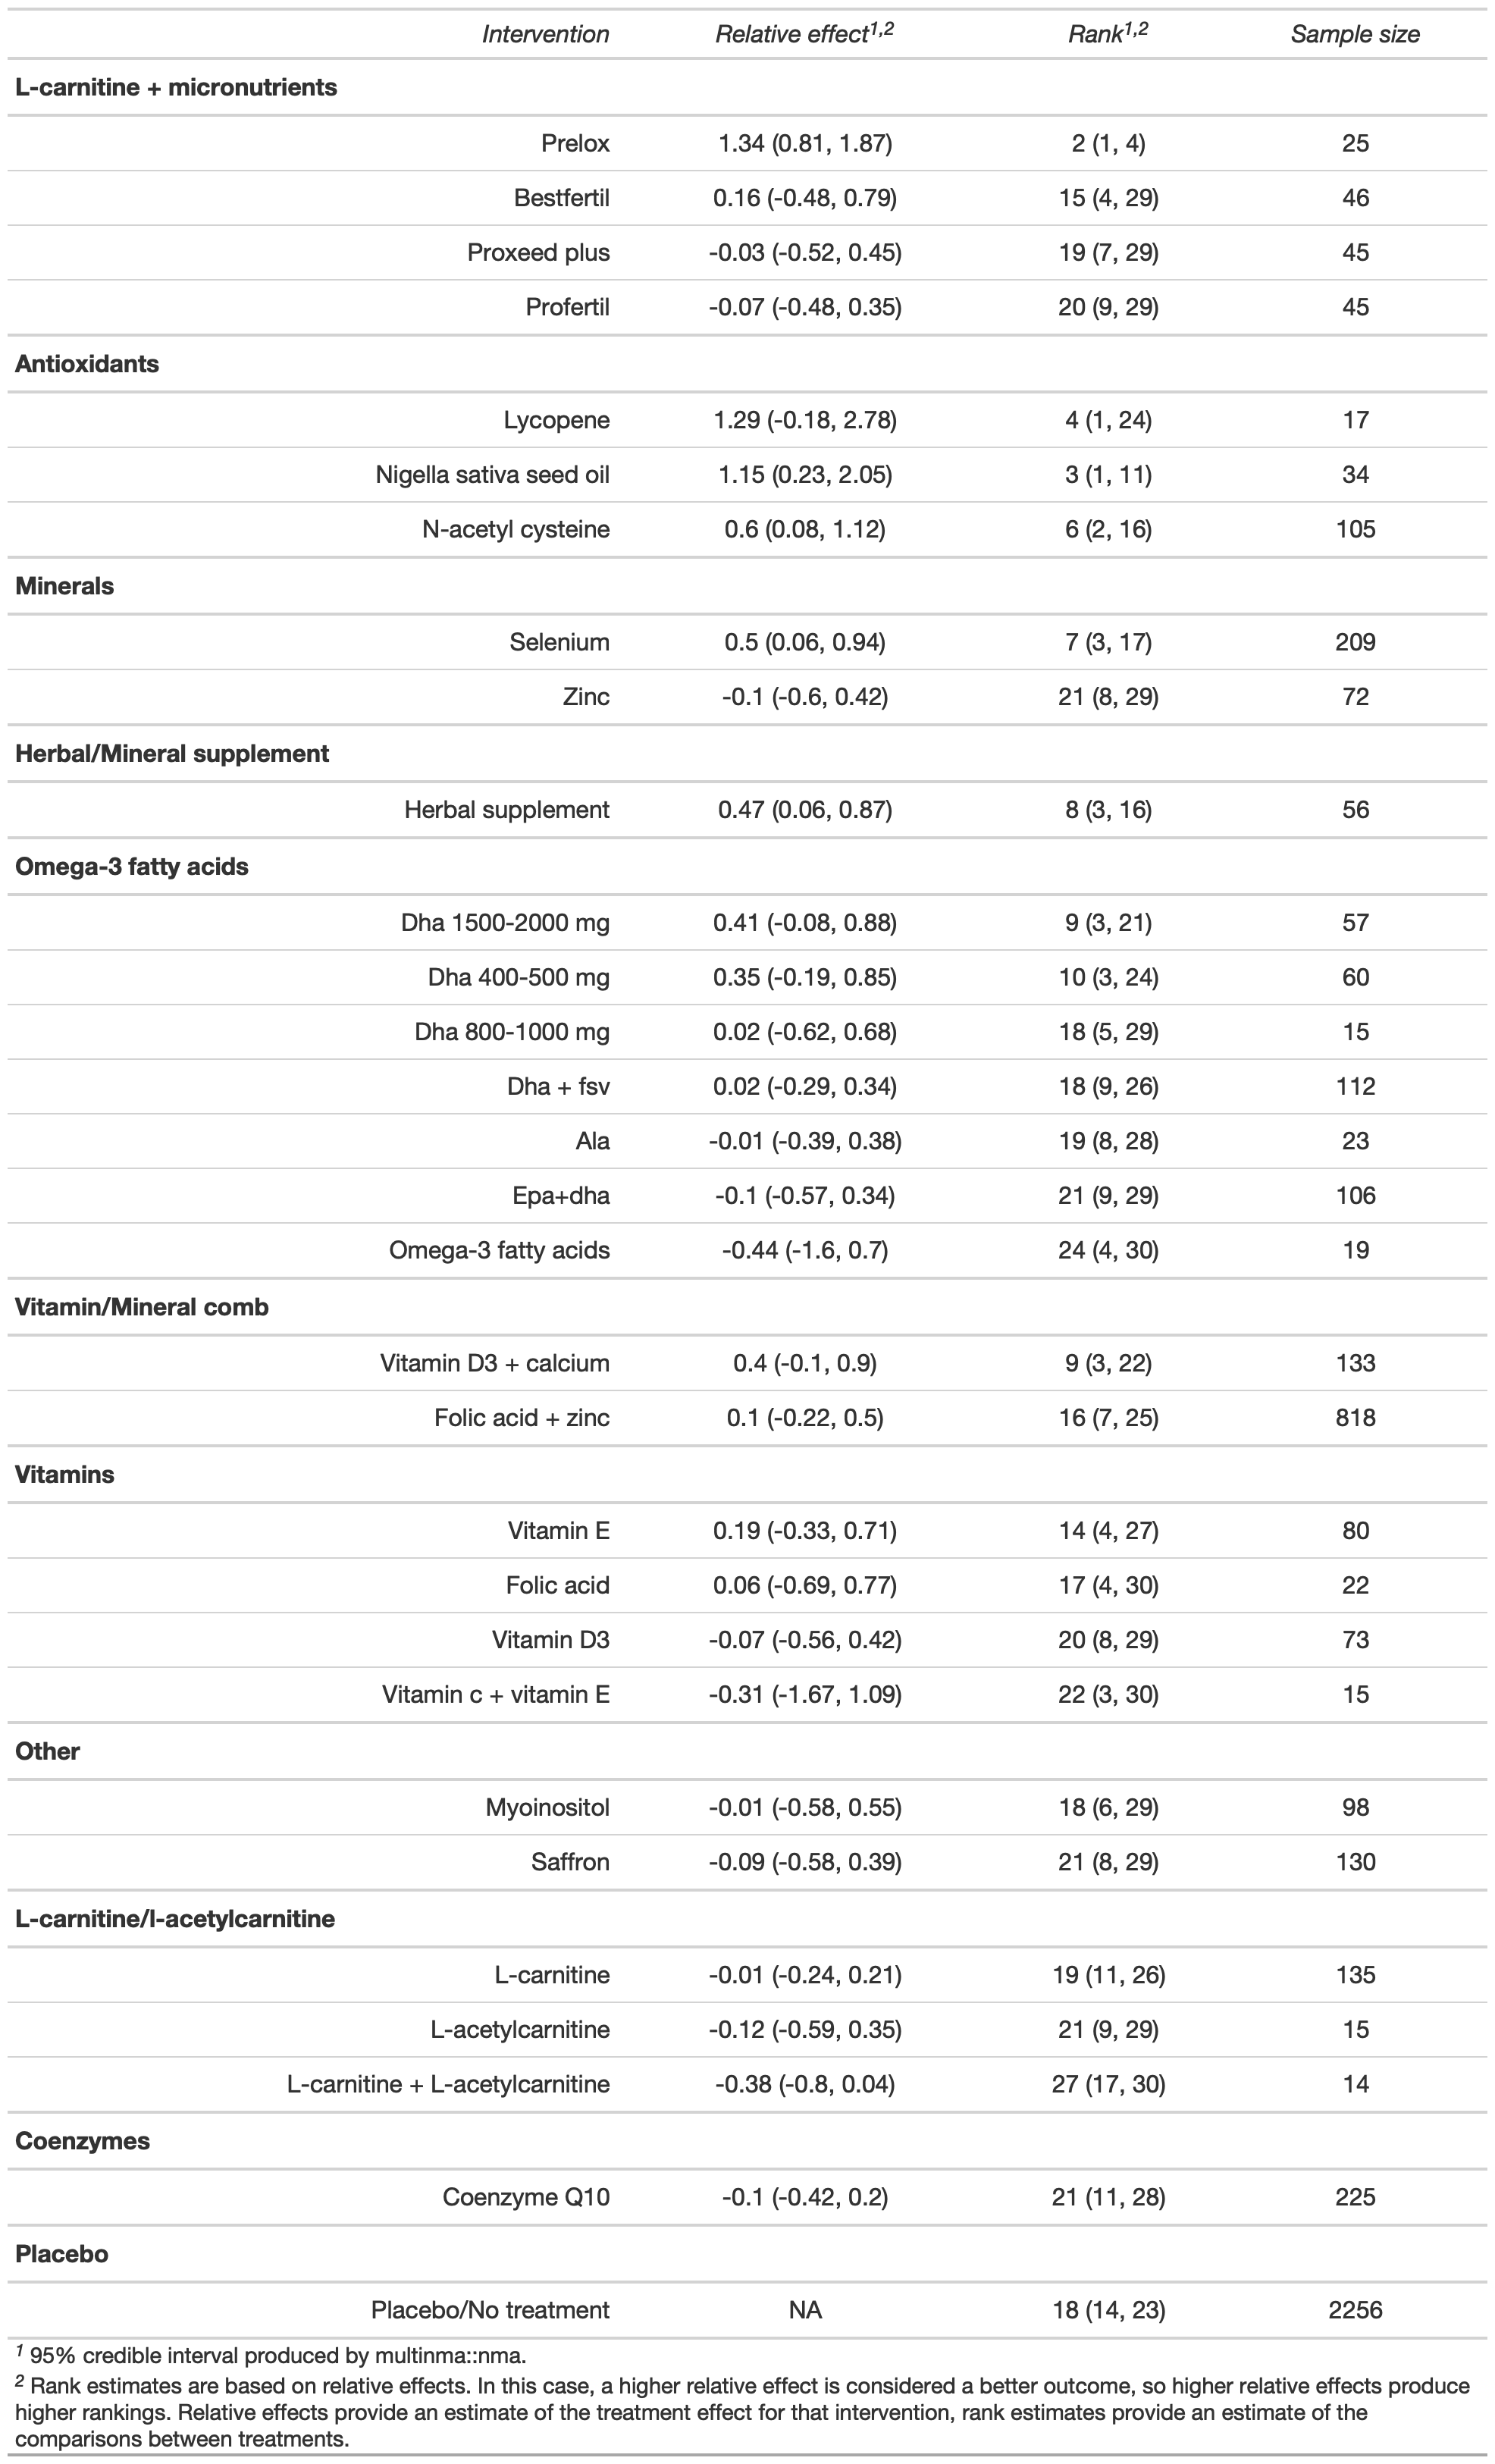 Intervention Relative effect1,2 Rank1,2 Sample size
L-carnitine + micronutrients
Prelox 1.34 (0.81, 1.87) 2 (1, 4) 25
Bestfertil 0.16 (-0.48, 0.79) 15 (4, 29) 46
Proxeed plus -0.03 (-0.52, 0.45) 19 (7, 29) 45
Profertil -0.07 (-0.48, 0.35) 20 (9, 29) 45
Antioxidants
Lycopene 1.29 (-0.18, 2.78) 4 (1, 24) 17
Nigella sativa seed oil 1.15 (0.23, 2.05) 3 (1, 11) 34
N-acetyl cysteine 0.6 (0.08, 1.12) 6 (2, 16) 105
Minerals
Selenium 0.5 (0.06, 0.94) 7 (3, 17) 209
Zinc -0.1 (-0.6, 0.42) 21 (8, 29) 72
Herbal/Mineral supplement
Herbal supplement 0.47 (0.06, 0.87) 8 (3, 16) 56
Omega-3 fatty acids
Dha 1500-2000 mg 0.41 (-0.08, 0.88) 9 (3, 21) 57
Dha 400-500 mg 0.35 (-0.19, 0.85) 10 (3, 24) 60
Dha 800-1000 mg 0.02 (-0.62, 0.68) 18 (5, 29) 15
Dha + fsv 0.02 (-0.29, 0.34) 18 (9, 26) 112
Ala -0.01 (-0.39, 0.38) 19 (8, 28) 23
Epa+dha -0.1 (-0.57, 0.34) 21 (9, 29) 106
Omega-3 fatty acids -0.44 (-1.6, 0.7) 24 (4, 30) 19
Vitamin/Mineral comb
Vitamin D3 + calcium 0.4 (-0.1, 0.9) 9 (3, 22) 133
Folic acid + zinc 0.1 (-0.22, 0.5) 16 (7, 25) 818
Vitamins
Vitamin E 0.19 (-0.33, 0.71) 14 (4, 27) 80
Folic acid 0.06 (-0.69, 0.77) 17 (4, 30) 22
Vitamin D3 -0.07 (-0.56, 0.42) 20 (8, 29) 73
Vitamin c + vitamin E -0.31 (-1.67, 1.09) 22 (3, 30) 15
Other
Myoinositol -0.01 (-0.58, 0.55) 18 (6, 29) 98
Saffron -0.09 (-0.58, 0.39) 21 (8, 29) 130
L-carnitine/l-acetylcarnitine
L-carnitine -0.01 (-0.24, 0.21) 19 (11, 26) 135
L-acetylcarnitine -0.12 (-0.59, 0.35) 21 (9, 29) 15
L-carnitine + L-acetylcarnitine -0.38 (-0.8, 0.04) 27 (17, 30) 14
Coenzymes
Coenzyme Q10 -0.1 (-0.42, 0.2) 21 (11, 28) 225
Placebo
Placebo/No treatment NA 18 (14, 23) 2256
1 95% credible interval produced by multinma::nma.
2 Rank estimates are based on relative effects. In this case, a higher relative effect is considered a better outcome, so higher relative effects produce
higher rankings. Relative effects provide an estimate of the treatment effect for that intervention, rank estimates provide an estimate of the
comparisons between treatments.